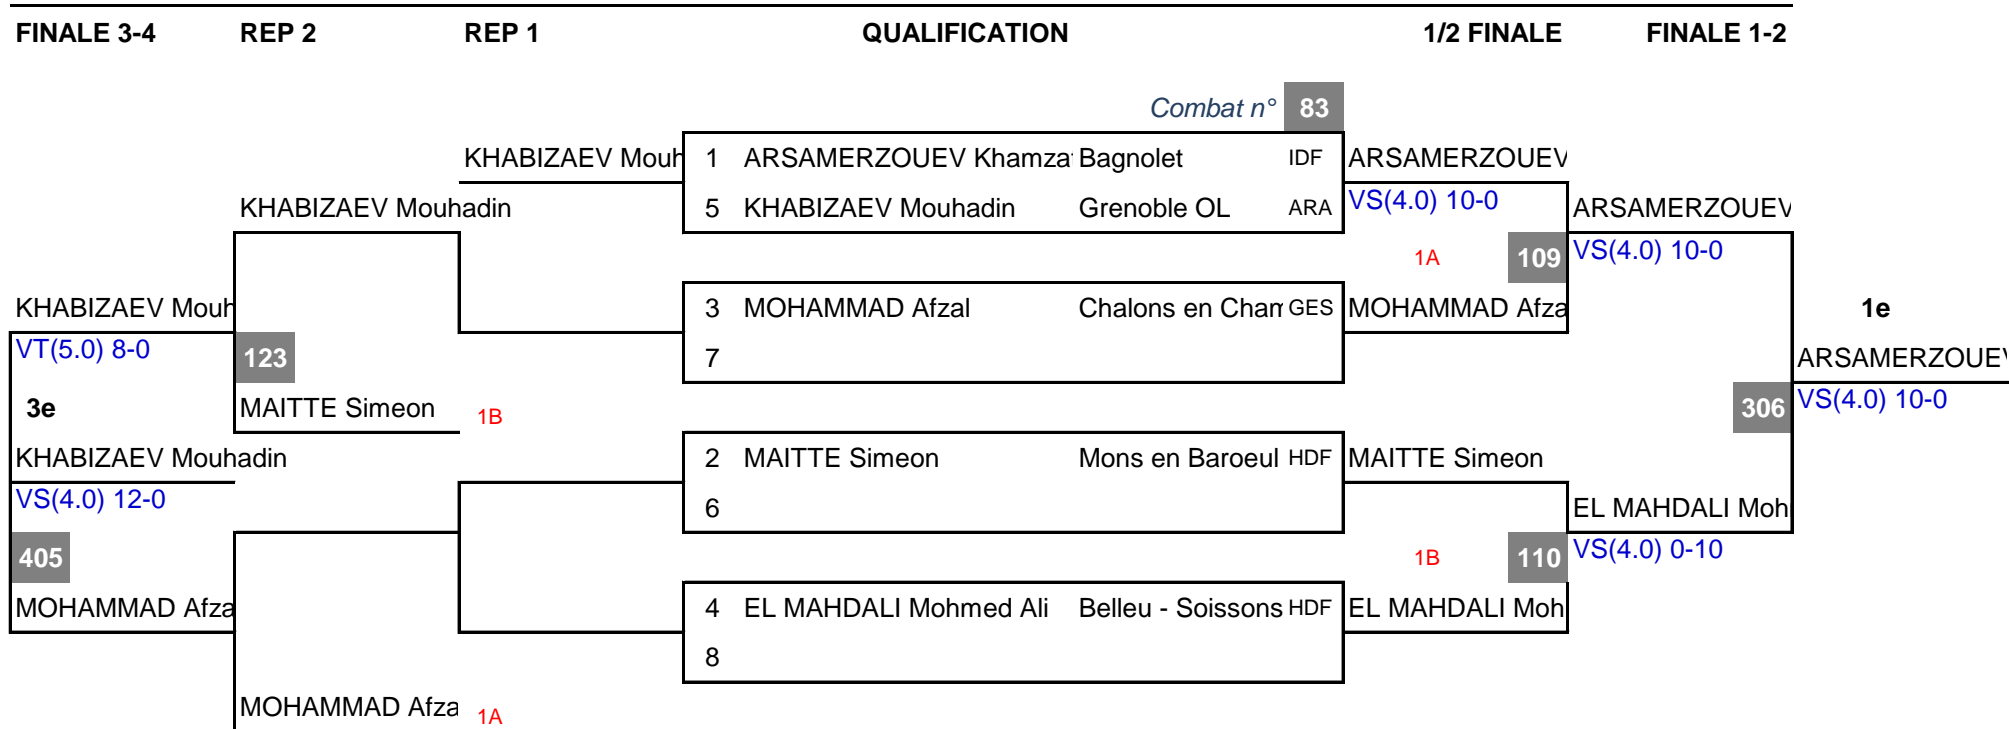 FINALE 3-4 REP 2 REP 1 QUALIFICATION 1/2 FINALE FINALE 1-2
Combat n° 83
KHABIZAEV Mouh 1 ARSAMERZOUEV Khamza Bagnolet IDF ARSAMERZOUEV
KHABIZAEV Mouhadin 5 KHABIZAEV Mouhadin Grenoble OL ARA VS(4.0) 10-0 ARSAMERZOUEV
1A 109 VS(4.0) 10-0
KHABIZAEV Mouh 3 MOHAMMAD Afzal Chalons en Cham GES MOHAMMAD Afza 1e
VT(5.0) 8-0 123 7 ARSAMERZOUEV
3e MAITTE Simeon 1B 306 VS(4.0) 10-0
KHABIZAEV Mouhadin 2 MAITTE Simeon Mons en Baroeul HDF MAITTE Simeon
VS(4.0) 12-0 6 EL MAHDALI Moh
405 1B 110 VS(4.0) 0-10
MOHAMMAD Afza 4 EL MAHDALI Mohmed Ali Belleu - Soissons HDF EL MAHDALI Moh
8
MOHAMMAD Afza 1A